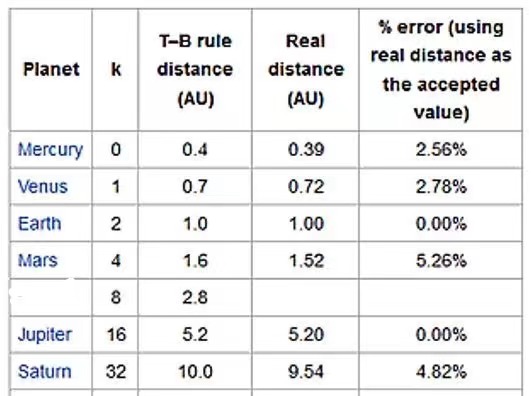 Planet k T–B rule distance (AU) Real distance (AU) % error (using real distance as the accepted value)
Mercury 0 0.4 0.39 2.56%
Venus 1 0.7 0.72 2.78%
Earth 2 1.0 1.00 0.00%
Mars 4 1.6 1.52 5.26%
8 2.8
Jupiter 16 5.2 5.20 0.00%
Saturn 32 10.0 9.54 4.82%